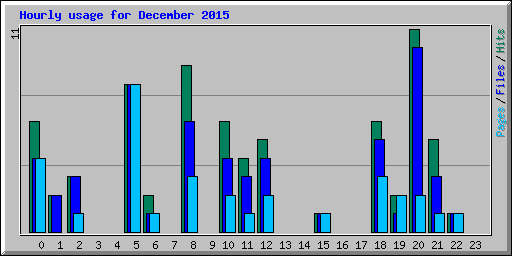 Hourly usage for December 2015
11
Pages / Files / Hits
0 1 2 3 4 5 6 7 8 9 10 11 12 13 14 15 16 17 18 19 20 21 22 23